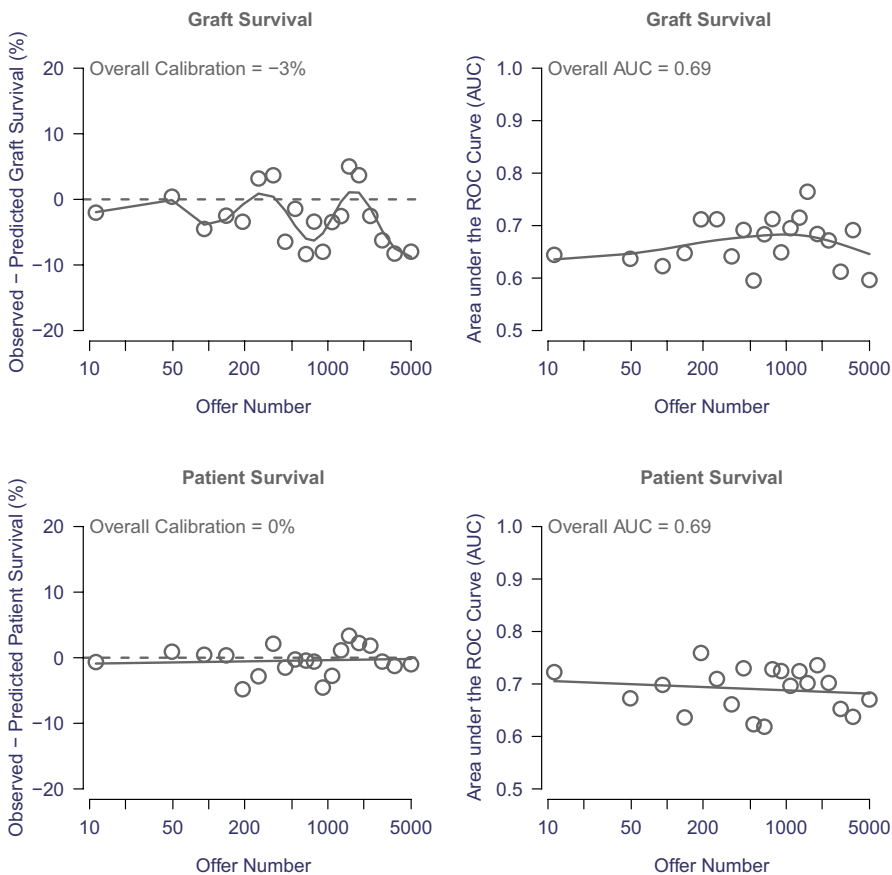 Graft Survival
Observed − Predicted Graft Survival (%)
Overall Calibration = −3%
20
10
0
−10
−20
10 50 200 1000 5000
Offer Number
Graft Survival
Area under the ROC Curve (AUC)
Overall AUC = 0.69
1.0
0.9
0.8
0.7
0.6
0.5
10 50 200 1000 5000
Offer Number
Patient Survival
Observed − Predicted Patient Survival (%)
Overall Calibration = 0%
20
10
0
−10
−20
10 50 200 1000 5000
Offer Number
Patient Survival
Area under the ROC Curve (AUC)
Overall AUC = 0.69
1.0
0.9
0.8
0.7
0.6
0.5
10 50 200 1000 5000
Offer Number